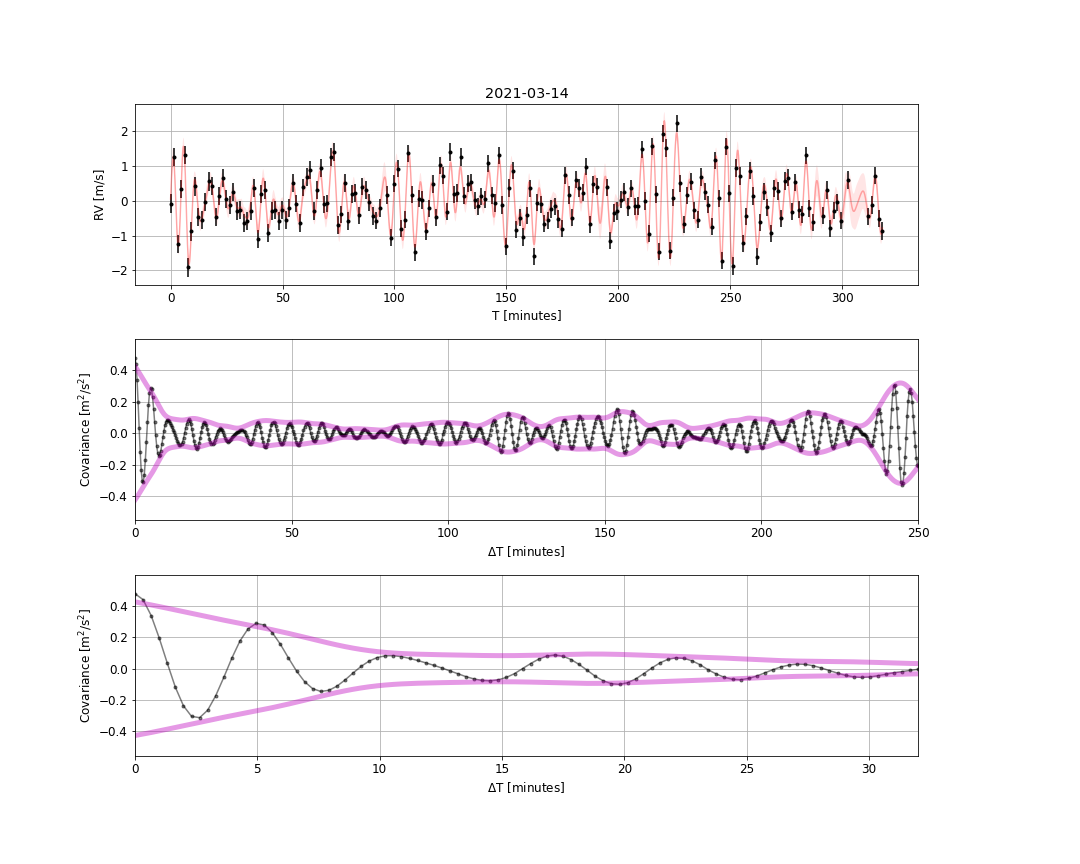 2021-03-14
2
1
0
−1
−2
RV [m/s]
0 50 100 150 200 250 300
T [minutes]
0.4
0.2
0.0
−0.2
−0.4
Covariance [m²/s²]
0 50 100 150 200 250
ΔT [minutes]
0.4
0.2
0.0
−0.2
−0.4
Covariance [m²/s²]
0 5 10 15 20 25 30
ΔT [minutes]